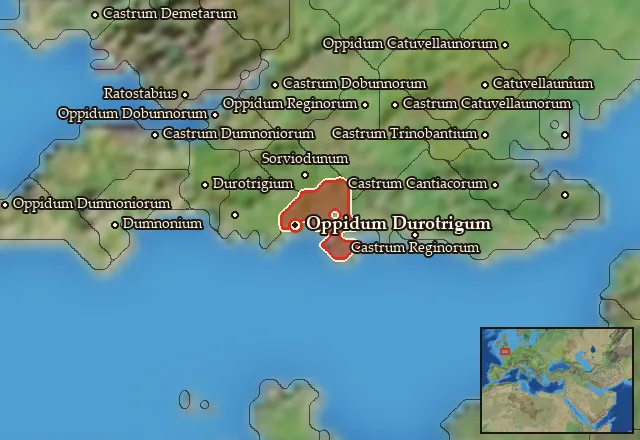 Castrum Demetarum
Oppidum Catuvellaunorum
Castrum Dobunnorum
Catuvellaunium
Ratostabius
Oppidum Reginorum
Castrum Catuvellaunorum
Oppidum Dobunnorum
Castrum Dumnoniorum
Castrum Trinobantium
Sorviodunum
Durotrigium
Castrum Cantiacorum
Oppidum Dumnoniorum
Dumnonium
Oppidum Durotrigum
Castrum Reginorum